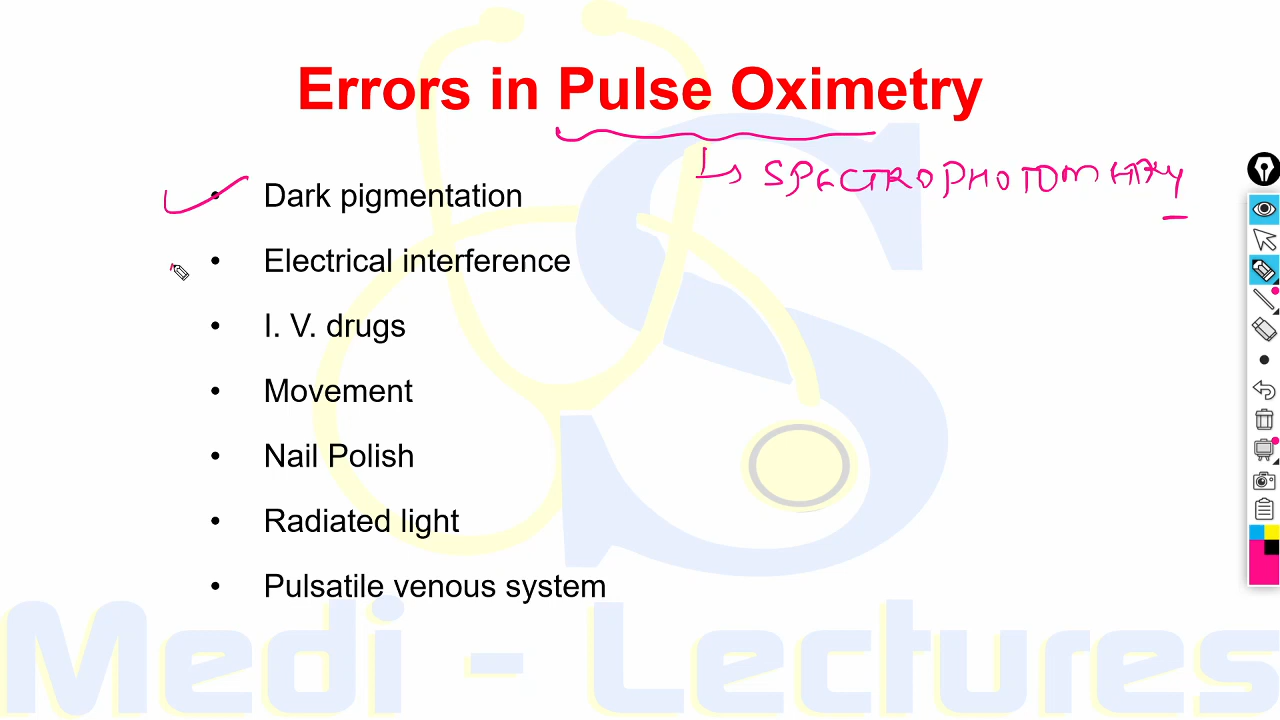 Errors in Pulse Oximetry
↳ SPECTROPHOTOMETRY
• Dark pigmentation
• Electrical interference
• I. V. drugs
• Movement
• Nail Polish
• Radiated light
• Pulsatile venous system
Medi - Lectures